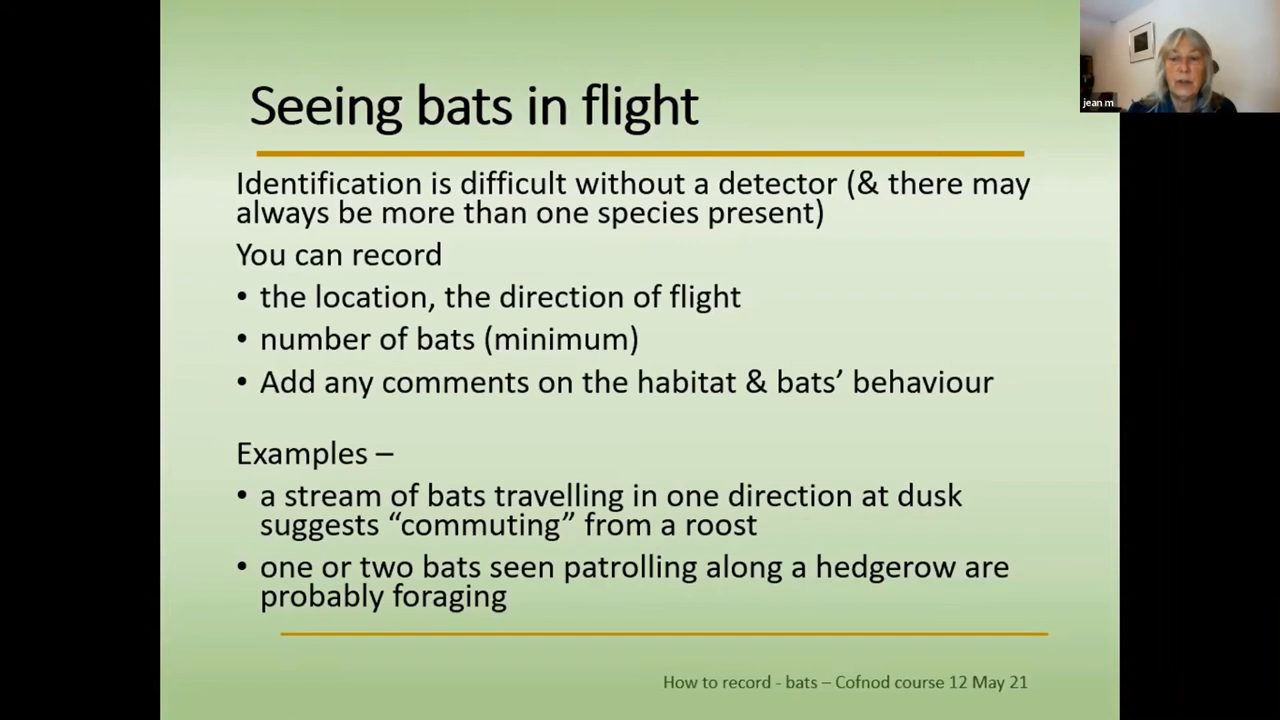 Seeing bats in flight
jean m
Identification is difficult without a detector (& there may
always be more than one species present)
You can record
• the location, the direction of flight
• number of bats (minimum)
• Add any comments on the habitat & bats’ behaviour
Examples –
• a stream of bats travelling in one direction at dusk
suggests “commuting” from a roost
• one or two bats seen patrolling along a hedgerow are
probably foraging
How to record - bats – Cofnod course 12 May 21